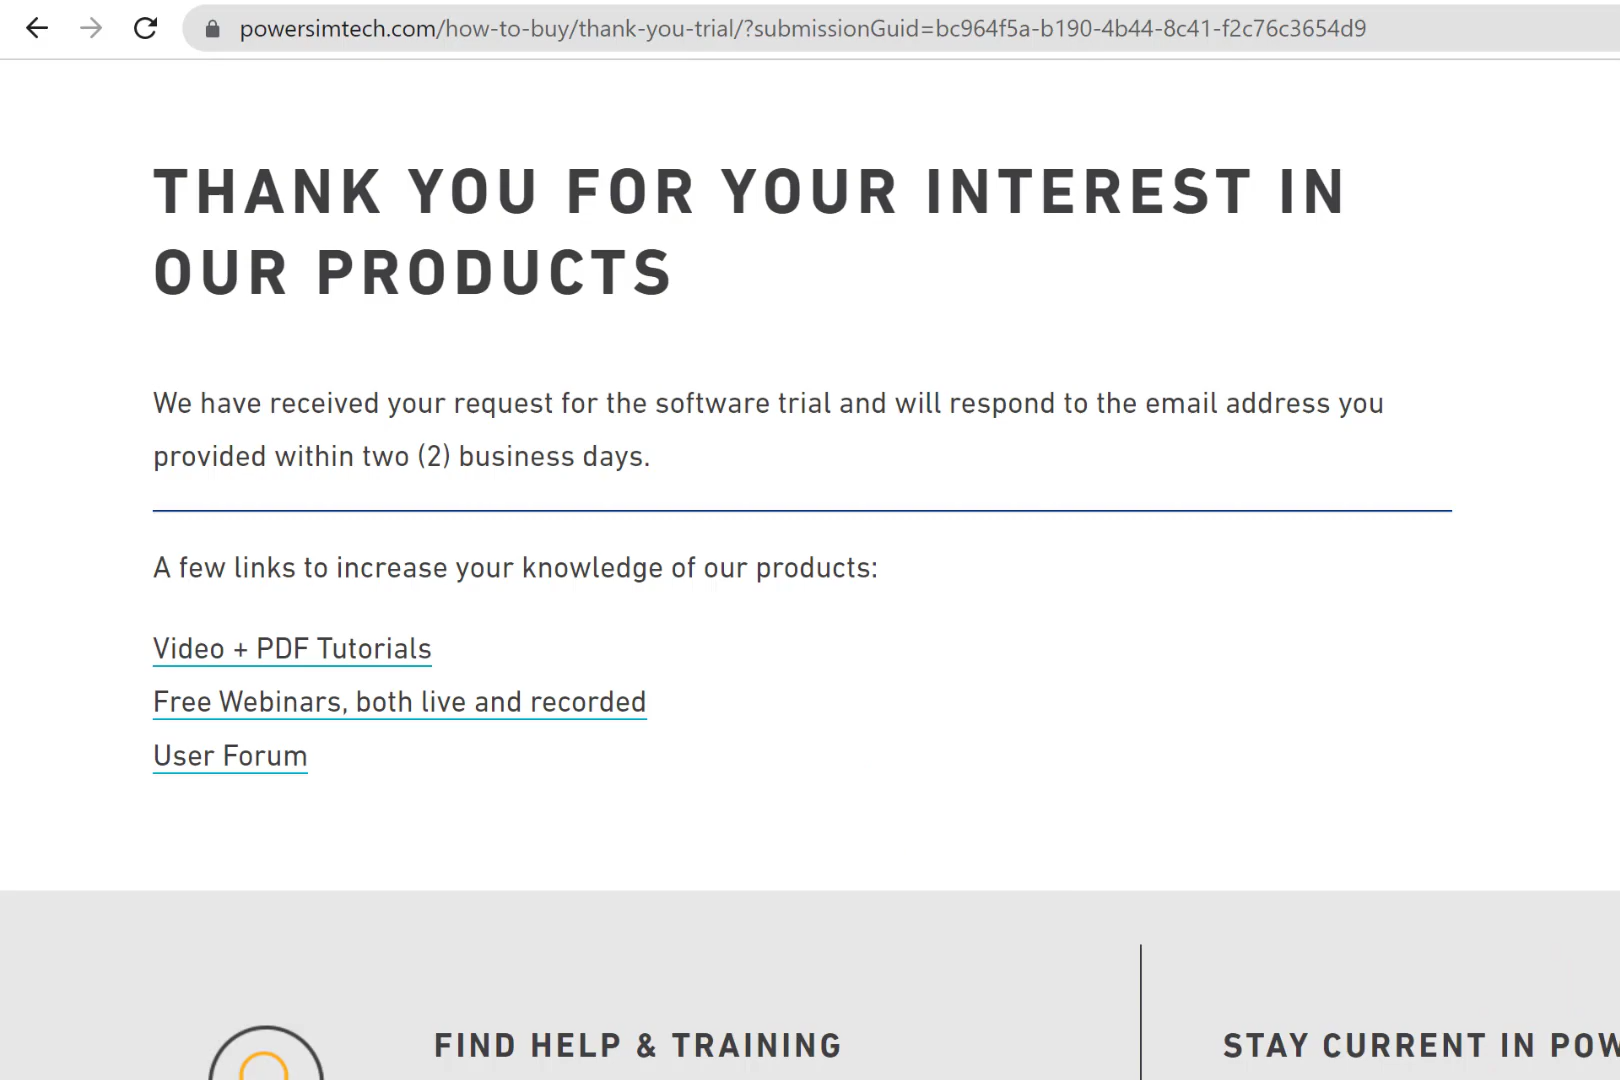 powersimtech.com/how-to-buy/thank-you-trial/?submissionGuid=bc964f5a-b190-4b44-8c41-f2c76c3654d9
THANK YOU FOR YOUR INTEREST IN
OUR PRODUCTS
We have received your request for the software trial and will respond to the email address you
provided within two (2) business days.
A few links to increase your knowledge of our products:
Video + PDF Tutorials
Free Webinars, both live and recorded
User Forum
FIND HELP & TRAINING
STAY CURRENT IN